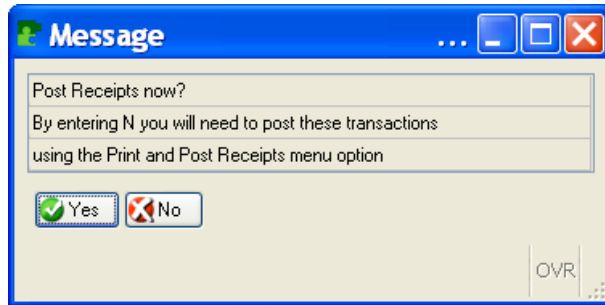 Message
...
Post Receipts now?
By entering N you will need to post these transactions
using the Print and Post Receipts menu option
Yes No
OVR